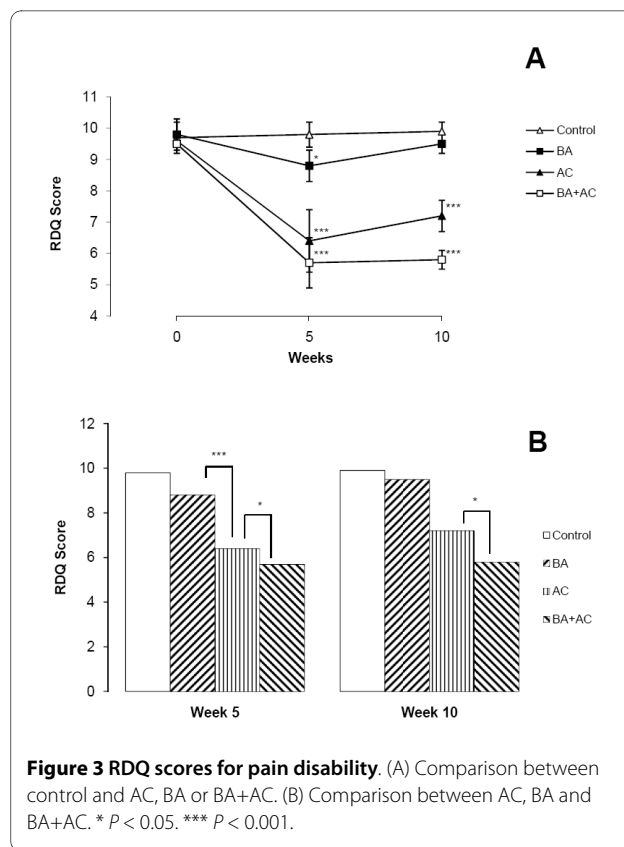 A
11
10
9
8
7
6
5
4
RDQ Score
*
***
***
***
***
0 5 10
Weeks
Control
BA
AC
BA+AC
B
12
10
8
6
4
2
0
RDQ Score
***
*
*
Week 5 Week 10
Control
BA
AC
BA+AC
Figure 3 RDQ scores for pain disability. (A) Comparison between
control and AC, BA or BA+AC. (B) Comparison between AC, BA and
BA+AC. * P < 0.05. *** P < 0.001.